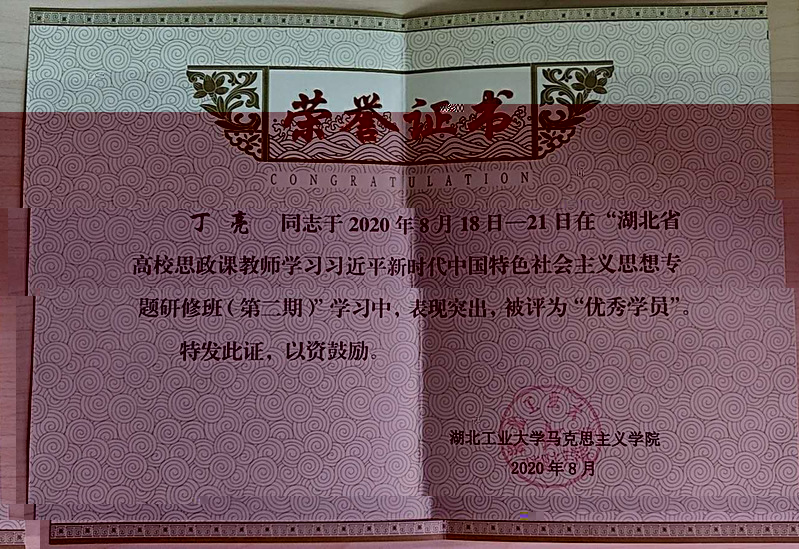 荣誉证书
CONGRATULATION
丁亮 同志于2020年8月18日—21日在“湖北省
高校思政课教师学习习近平新时代中国特色社会主义思想专
题研修班(第二期)”学习中，表现突出，被评为“优秀学员”。
特发此证，以资鼓励。
湖北工业大学马克思主义学院
2020年8月